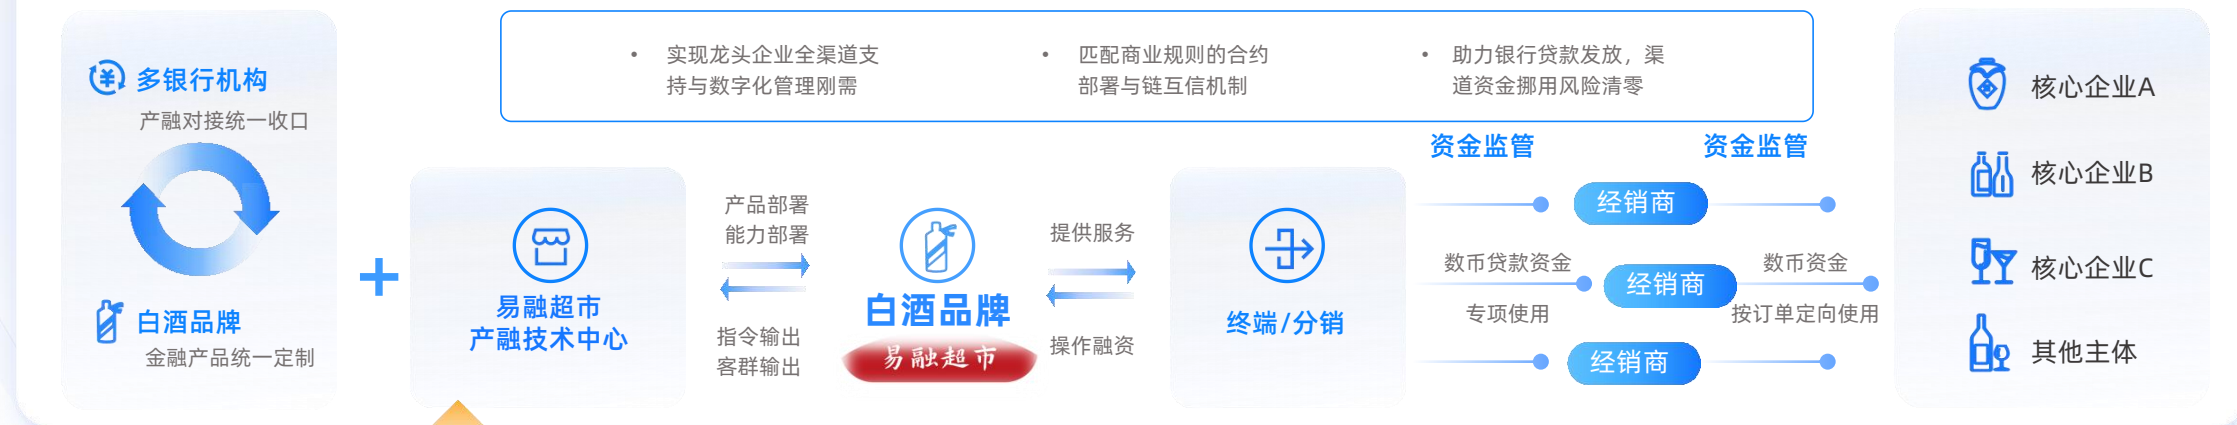 多银行机构
产融对接统一收口
白酒品牌
金融产品统一定制
• 实现龙头企业全渠道支
持与数字化管理刚需
• 匹配商业规则的合约
部署与链互信机制
• 助力银行贷款发放，渠
道资金挪用风险清零
易融超市
产融技术中心
产品部署
能力部署
指令输出
客群输出
白酒品牌
易融超市
提供服务
操作融资
终端/分销
资金监管
资金监管
经销商
数币贷款资金
专项使用
经销商
数币资金
按订单定向使用
经销商
核心企业A
核心企业B
核心企业C
其他主体